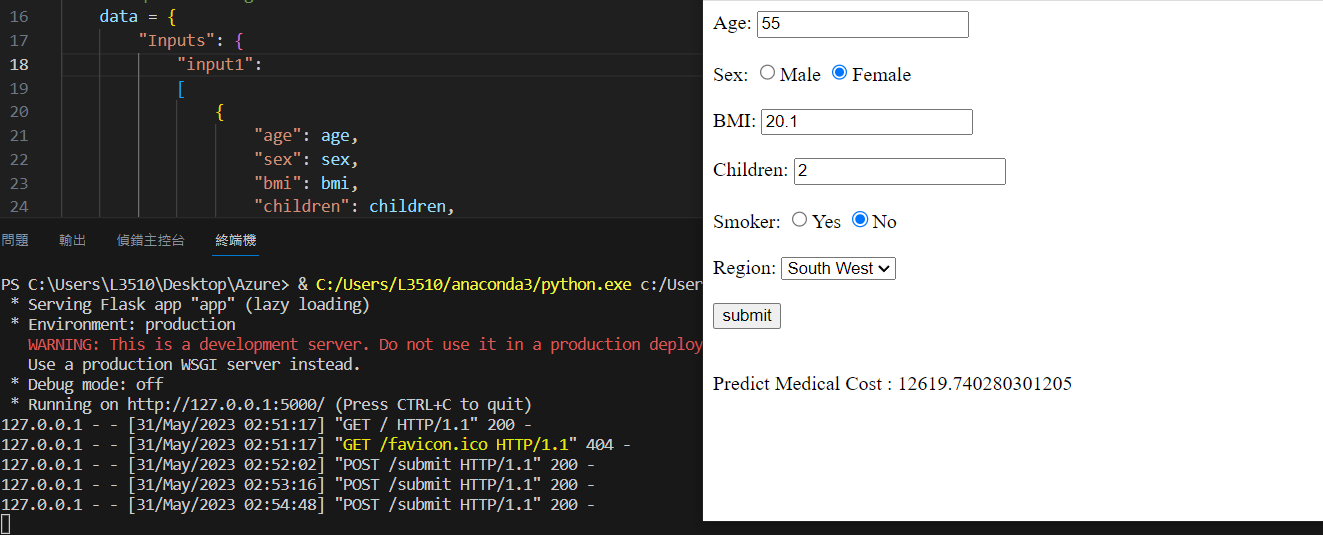 16 data = {
17 "Inputs": {
18 "input1":
19 [
20 {
21 "age": age,
22 "sex": sex,
23 "bmi": bmi,
24 "children": children,
問題 輸出 偵錯主控台 終端機
PS C:\Users\L3510\Desktop\Azure> & C:/Users/L3510/anaconda3/python.exe c:/User
* Serving Flask app "app" (lazy loading)
* Environment: production
WARNING: This is a development server. Do not use it in a production deploy
Use a production WSGI server instead.
* Debug mode: off
* Running on http://127.0.0.1:5000/ (Press CTRL+C to quit)
127.0.0.1 - - [31/May/2023 02:51:17] "GET / HTTP/1.1" 200 -
127.0.0.1 - - [31/May/2023 02:51:17] "GET /favicon.ico HTTP/1.1" 404 -
127.0.0.1 - - [31/May/2023 02:52:02] "POST /submit HTTP/1.1" 200 -
127.0.0.1 - - [31/May/2023 02:53:16] "POST /submit HTTP/1.1" 200 -
127.0.0.1 - - [31/May/2023 02:54:48] "POST /submit HTTP/1.1" 200 -
Age: 55
Sex: Male Female
BMI: 20.1
Children: 2
Smoker: Yes No
Region: South West
submit
Predict Medical Cost : 12619.740280301205